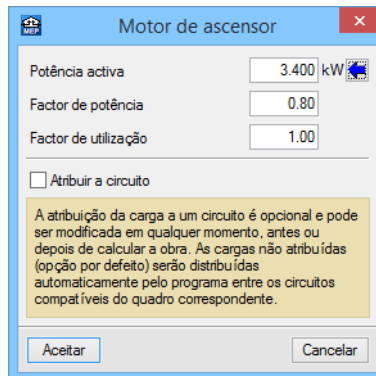 MEP
Motor de ascensor
Potência activa 3.400 kW
Factor de potência 0.80
Factor de utilização 1.00
Atribuir a circuito
A atribuição da carga a um circuito é opcional e pode
ser modificada em qualquer momento, antes ou
depois de calcular a obra. As cargas não atribuídas
(opção por defeito) serão distribuídas
automaticamente pelo programa entre os circuitos
compatíveis do quadro correspondente.
Aceitar Cancelar